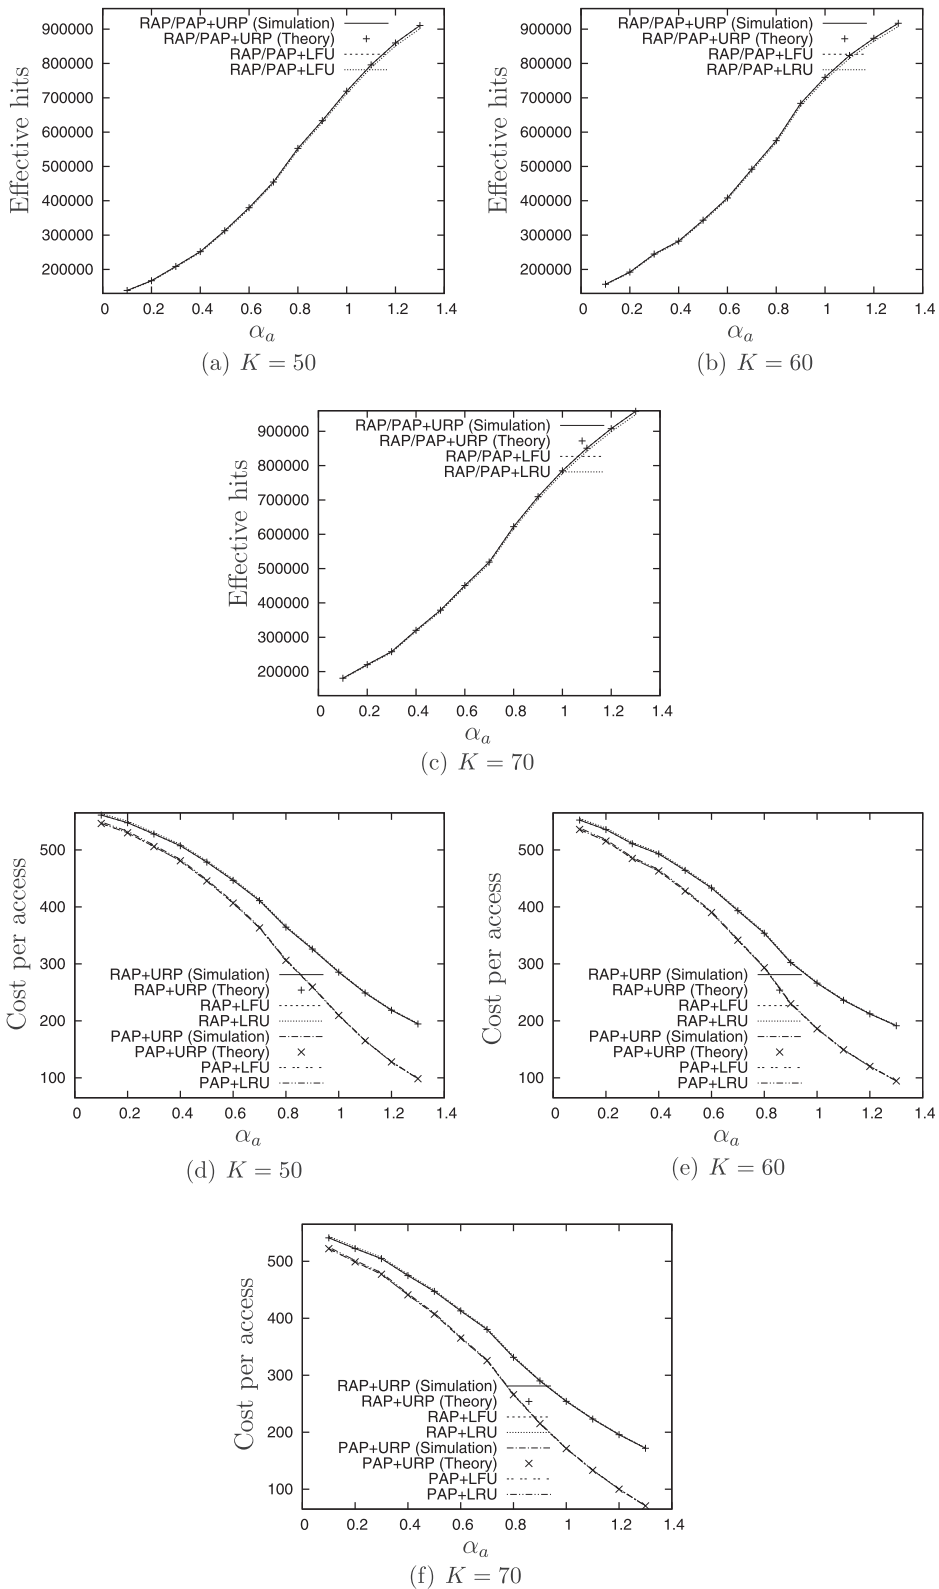 RAP/PAP+URP (Simulation)
RAP/PAP+URP (Theory)
RAP/PAP+LFU
RAP/PAP+LFU
Effective hits
900000
800000
700000
600000
500000
400000
300000
200000
0 0.2 0.4 0.6 0.8 1 1.2 1.4
αa
(a) K = 50
RAP/PAP+URP (Simulation)
RAP/PAP+URP (Theory)
RAP/PAP+LFU
RAP/PAP+LRU
Effective hits
900000
800000
700000
600000
500000
400000
300000
200000
0 0.2 0.4 0.6 0.8 1 1.2 1.4
αa
(b) K = 60
RAP/PAP+URP (Simulation)
RAP/PAP+URP (Theory)
RAP/PAP+LFU
RAP/PAP+LRU
Effective hits
900000
800000
700000
600000
500000
400000
300000
200000
0 0.2 0.4 0.6 0.8 1 1.2 1.4
αa
(c) K = 70
Cost per access
500
400
300
200
100
RAP+URP (Simulation)
RAP+URP (Theory)
RAP+LFU
RAP+LRU
PAP+URP (Simulation)
PAP+URP (Theory)
PAP+LFU
PAP+LRU
0 0.2 0.4 0.6 0.8 1 1.2 1.4
αa
(d) K = 50
Cost per access
500
400
300
200
100
RAP+URP (Simulation)
RAP+URP (Theory)
RAP+LFU
RAP+LRU
PAP+URP (Simulation)
PAP+URP (Theory)
PAP+LFU
PAP+LRU
0 0.2 0.4 0.6 0.8 1 1.2 1.4
αa
(e) K = 60
Cost per access
500
400
300
200
100
RAP+URP (Simulation)
RAP+URP (Theory)
RAP+LFU
RAP+LRU
PAP+URP (Simulation)
PAP+URP (Theory)
PAP+LFU
PAP+LRU
0 0.2 0.4 0.6 0.8 1 1.2 1.4
αa
(f) K = 70